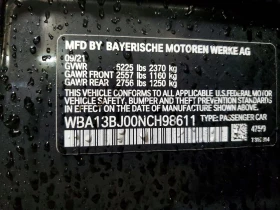 MFD BY BAYERISCHE MOTOREN WERKE AG
09/21
GVWR 5225 lbs 2370 kg
GAWR FRONT 2557 lbs 1160 kg
GAWR REAR 2756 lbs 1250 kg
THIS VEHICLE CONFORMS TO ALL APPLICABLE
FEDERAL MOTOR VEHICLE SAFETY, BUMPER,
AND THEFT PREVENTION STANDARDS IN EFFECT
ON THE DATE OF MANUFACTURE SHOWN ABOVE.
WBA13BJ00NCH98611 TYPE: PASSENGER CAR
475/9